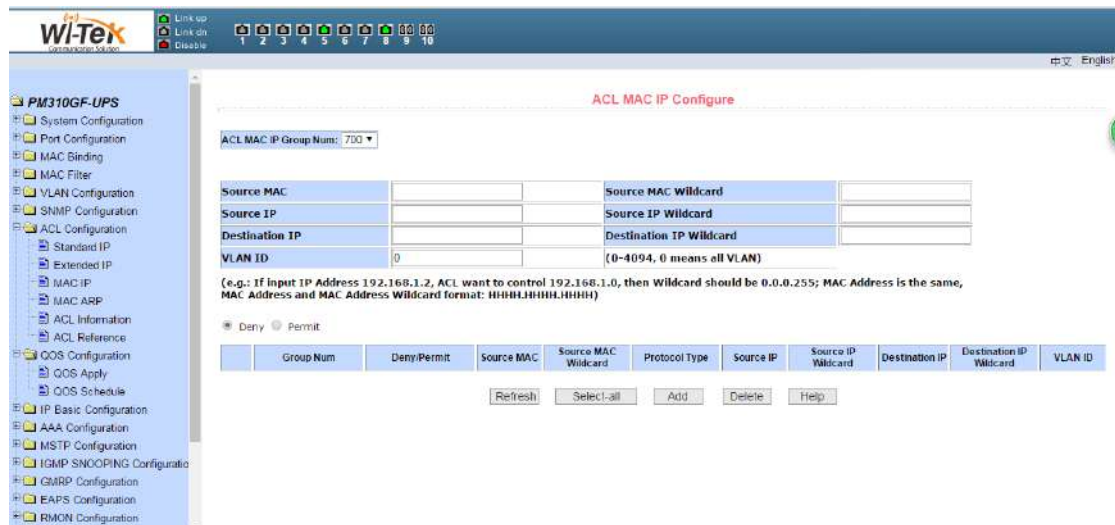 Wi-Tek
Communication Solution
Link up
Link dn
Disable
1 2 3 4 5 6 7 8 9 10
中文 English
PM310GF-UPS
System Configuration
Port Configuration
MAC Binding
MAC Filter
VLAN Configuration
SNMP Configuration
ACL Configuration
Standard IP
Extended IP
MAC IP
MAC ARP
ACL Information
ACL Reference
QOS Configuration
QOS Apply
QOS Schedule
IP Basic Configuration
AAA Configuration
MSTP Configuration
IGMP SNOOPING Configuratio
GMRP Configuration
EAPS Configuration
RMON Configuration
ACL MAC IP Configure
ACL MAC IP Group Num: 700
Source MAC Source MAC Wildcard
Source IP Source IP Wildcard
Destination IP Destination IP Wildcard
VLAN ID 0 (0-4094, 0 means all VLAN)
(e.g.: If input IP Address 192.168.1.2, ACL want to control 192.168.1.0, then Wildcard should be 0.0.0.255; MAC Address is the same,
MAC Address and MAC Address Wildcard format: HHHH.HHHH.HHHH)
Deny Permit
Group Num Deny/Permit Source MAC Source MAC Wildcard Protocol Type Source IP Source IP Wildcard Destination IP Destination IP Wildcard VLAN ID
Refresh Select-all Add Delete Help